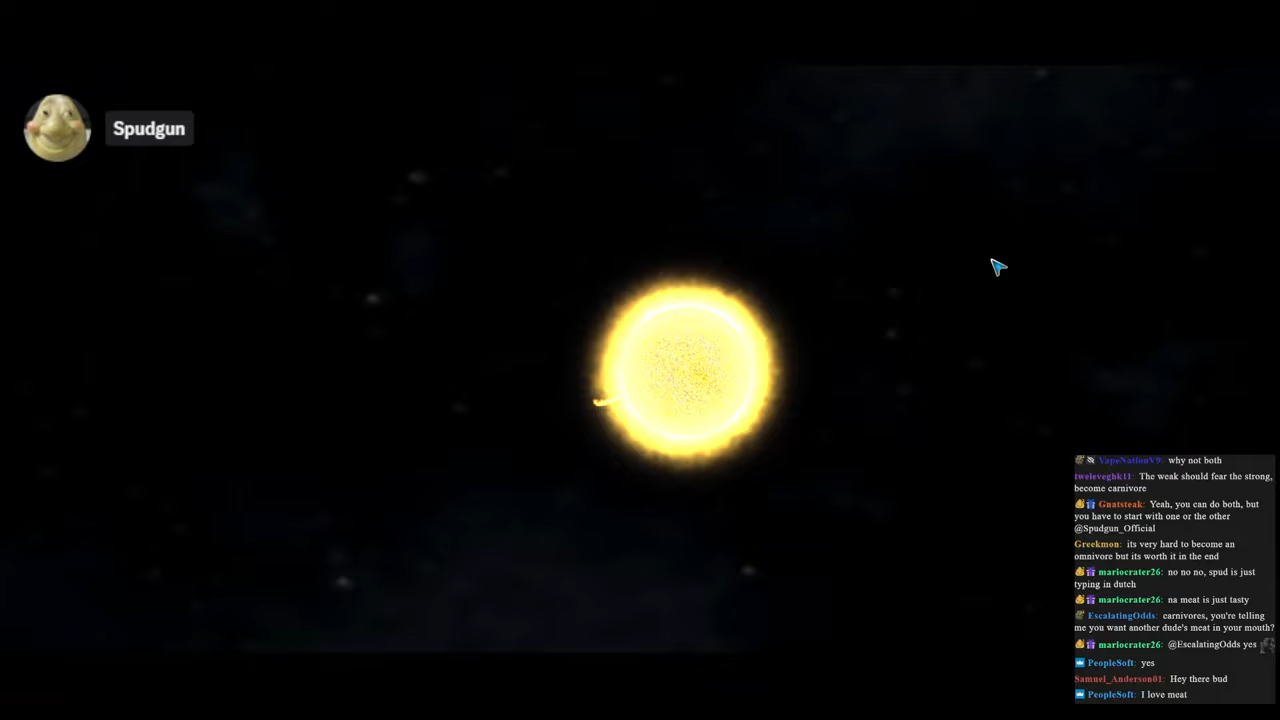 Spudgun
VapeNationV9: why not both
tweleveghk11: The weak should fear the strong,
become carnivore
Gnatsteak: Yeah, you can do both, but
you have to start with one or the other
@Spudgun_Official
Greekmon: its very hard to become an
omnivore but its worth it in the end
mariocrater26: no no no, spud is just
typing in dutch
mariocrater26: na meat is just tasty
EscalatingOdds: carnivores, you're telling
me you want another dude's meat in your mouth?
mariocrater26: @EscalatingOdds yes
PeopleSoft: yes
Samuel_Anderson01: Hey there bud
PeopleSoft: I love meat